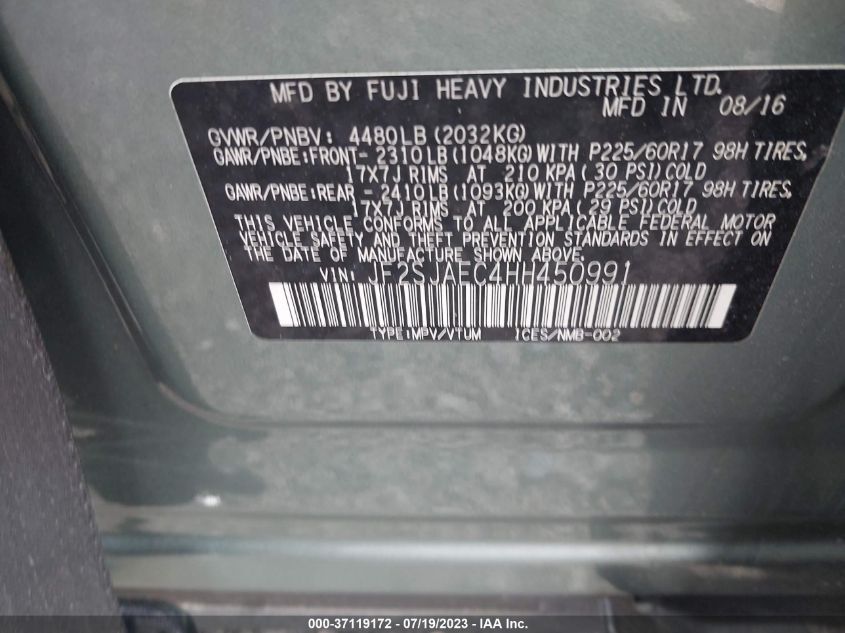 MFD BY FUJI HEAVY INDUSTRIES LTD.
MFD IN 08/16
GVWR/PNBV: 4480LB(2032KG)
GAWR/PNBE:FRONT- 2310LB(1048KG)WITH P225/60R17 98H TIRES,
17X7J RIMS AT 210 KPA(30 PSI)COLD
GAWR/PNBE:REAR - 2410LB(1093KG)WITH P225/60R17 98H TIRES,
17X7J RIMS AT 200 KPA(29 PSI)COLD
THIS VEHICLE CONFORMS TO ALL APPLICABLE FEDERAL MOTOR
VEHICLE SAFETY AND THEFT PREVENTION STANDARDS IN EFFECT ON
THE DATE OF MANUFACTURE SHOWN ABOVE.
VIN: JF2SJAEC4HH450991
TYPE:MPV/VTUM ICES/NMB-002
000-37119172 - 07/19/2023 - IAA Inc.